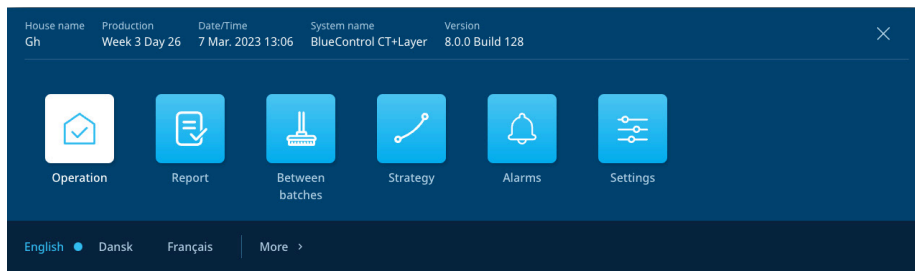 House name Production Date/Time System name Version
Gh Week 3 Day 26 7 Mar. 2023 13:06 BlueControl CT+Layer 8.0.0 Build 128
Operation Report Between batches Strategy Alarms Settings
English Dansk Français More